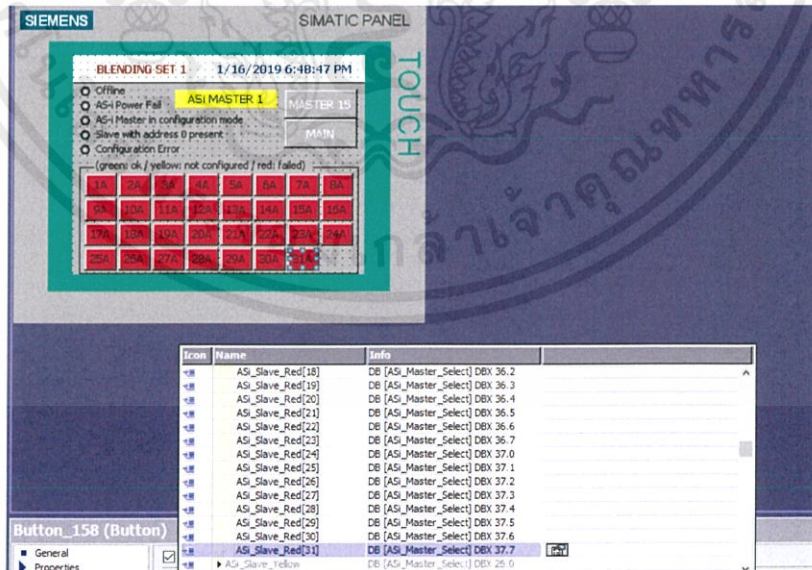 SIEMENS
SIMATIC PANEL
TOUCH
BLENDING SET 1 1/16/2019 6:48:47 PM
Offline
AS-i Power Fail
ASi MASTER 1
MASTER 15
AS-i Master in configuration mode
Slave with address 0 present
MAIN
Configuration Error
(green: ok / yellow: not configured / red: failed)
1A 2A 3A 4A 5A 6A 7A 8A
9A 10A 11A 12A 13A 14A 15A 16A
17A 18A 19A 20A 21A 22A 23A 24A
25A 26A 27A 28A 29A 30A 31A
Icon Name Info
ASi_Slave_Red[18] DB [ASi_Master_Select] DBX 36.2
ASi_Slave_Red[19] DB [ASi_Master_Select] DBX 36.3
ASi_Slave_Red[20] DB [ASi_Master_Select] DBX 36.4
ASi_Slave_Red[21] DB [ASi_Master_Select] DBX 36.5
ASi_Slave_Red[22] DB [ASi_Master_Select] DBX 36.6
ASi_Slave_Red[23] DB [ASi_Master_Select] DBX 36.7
ASi_Slave_Red[24] DB [ASi_Master_Select] DBX 37.0
ASi_Slave_Red[25] DB [ASi_Master_Select] DBX 37.1
ASi_Slave_Red[26] DB [ASi_Master_Select] DBX 37.2
ASi_Slave_Red[27] DB [ASi_Master_Select] DBX 37.3
ASi_Slave_Red[28] DB [ASi_Master_Select] DBX 37.4
ASi_Slave_Red[29] DB [ASi_Master_Select] DBX 37.5
ASi_Slave_Red[30] DB [ASi_Master_Select] DBX 37.6
ASi_Slave_Red[31] DB [ASi_Master_Select] DBX 37.7
ASi_Slave_Yellow DB [ASi_Master_Select] DBX 26.0
Button_158 (Button)
General
Properties